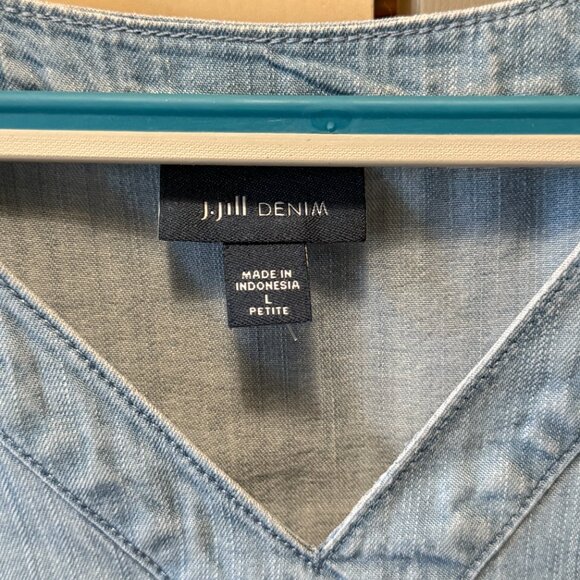 J.Jill DENIM
MADE IN
INDONESIA
L
PETITE